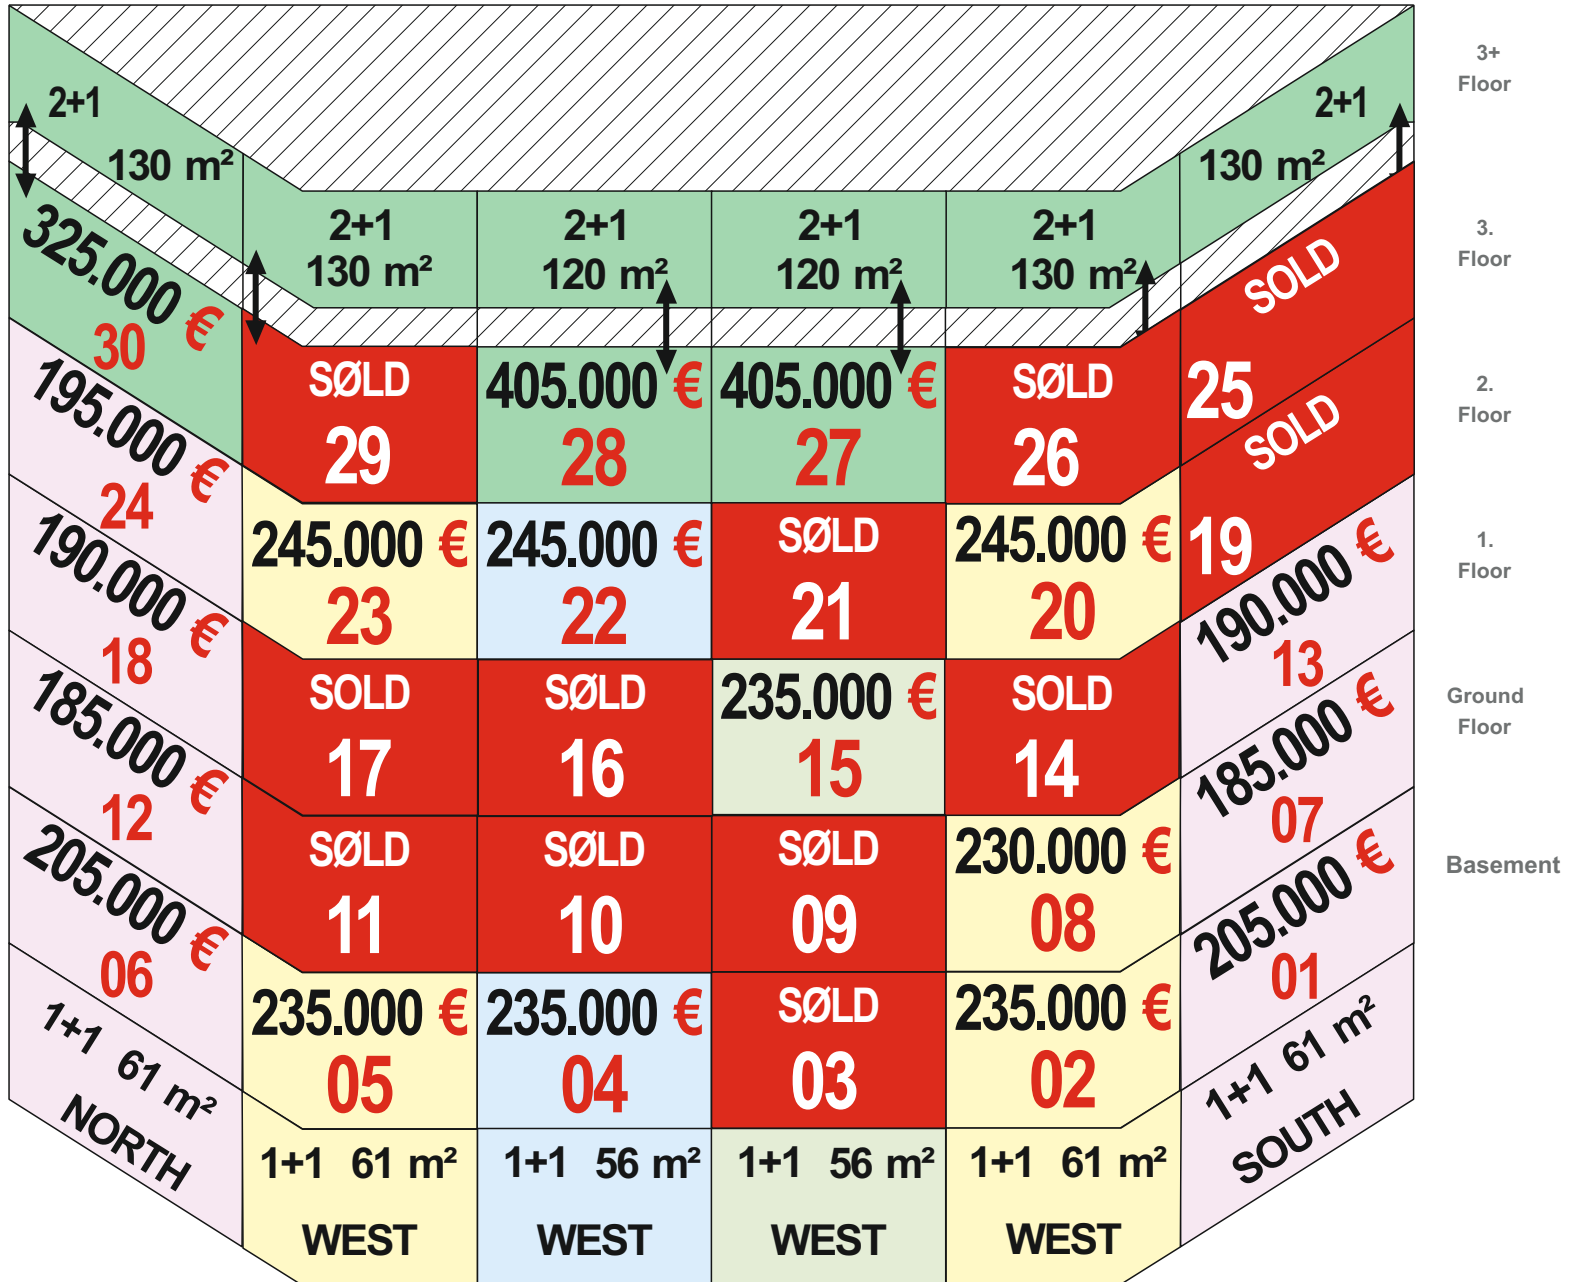 2+1
130 m²
2+1
130 m²
2+1
120 m²
2+1
120 m²
2+1
130 m²
2+1
130 m²
3+
Floor
325.000 €
30
SØLD
29
405.000 €
28
405.000 €
27
SØLD
26
SOLD
25
3.
Floor
195.000 €
24
245.000 €
23
245.000 €
22
SØLD
21
245.000 €
20
SOLD
19
2.
Floor
190.000 €
18
SOLD
17
SØLD
16
235.000 €
15
SOLD
14
190.000 €
13
1.
Floor
185.000 €
12
SØLD
11
SØLD
10
SØLD
09
230.000 €
08
185.000 €
07
Ground
Floor
205.000 €
06
235.000 €
05
235.000 €
04
SØLD
03
235.000 €
02
205.000 €
01
Basement
1+1 61 m²
NORTH
1+1 61 m²
WEST
1+1 56 m²
WEST
1+1 56 m²
WEST
1+1 61 m²
WEST
1+1 61 m²
SOUTH